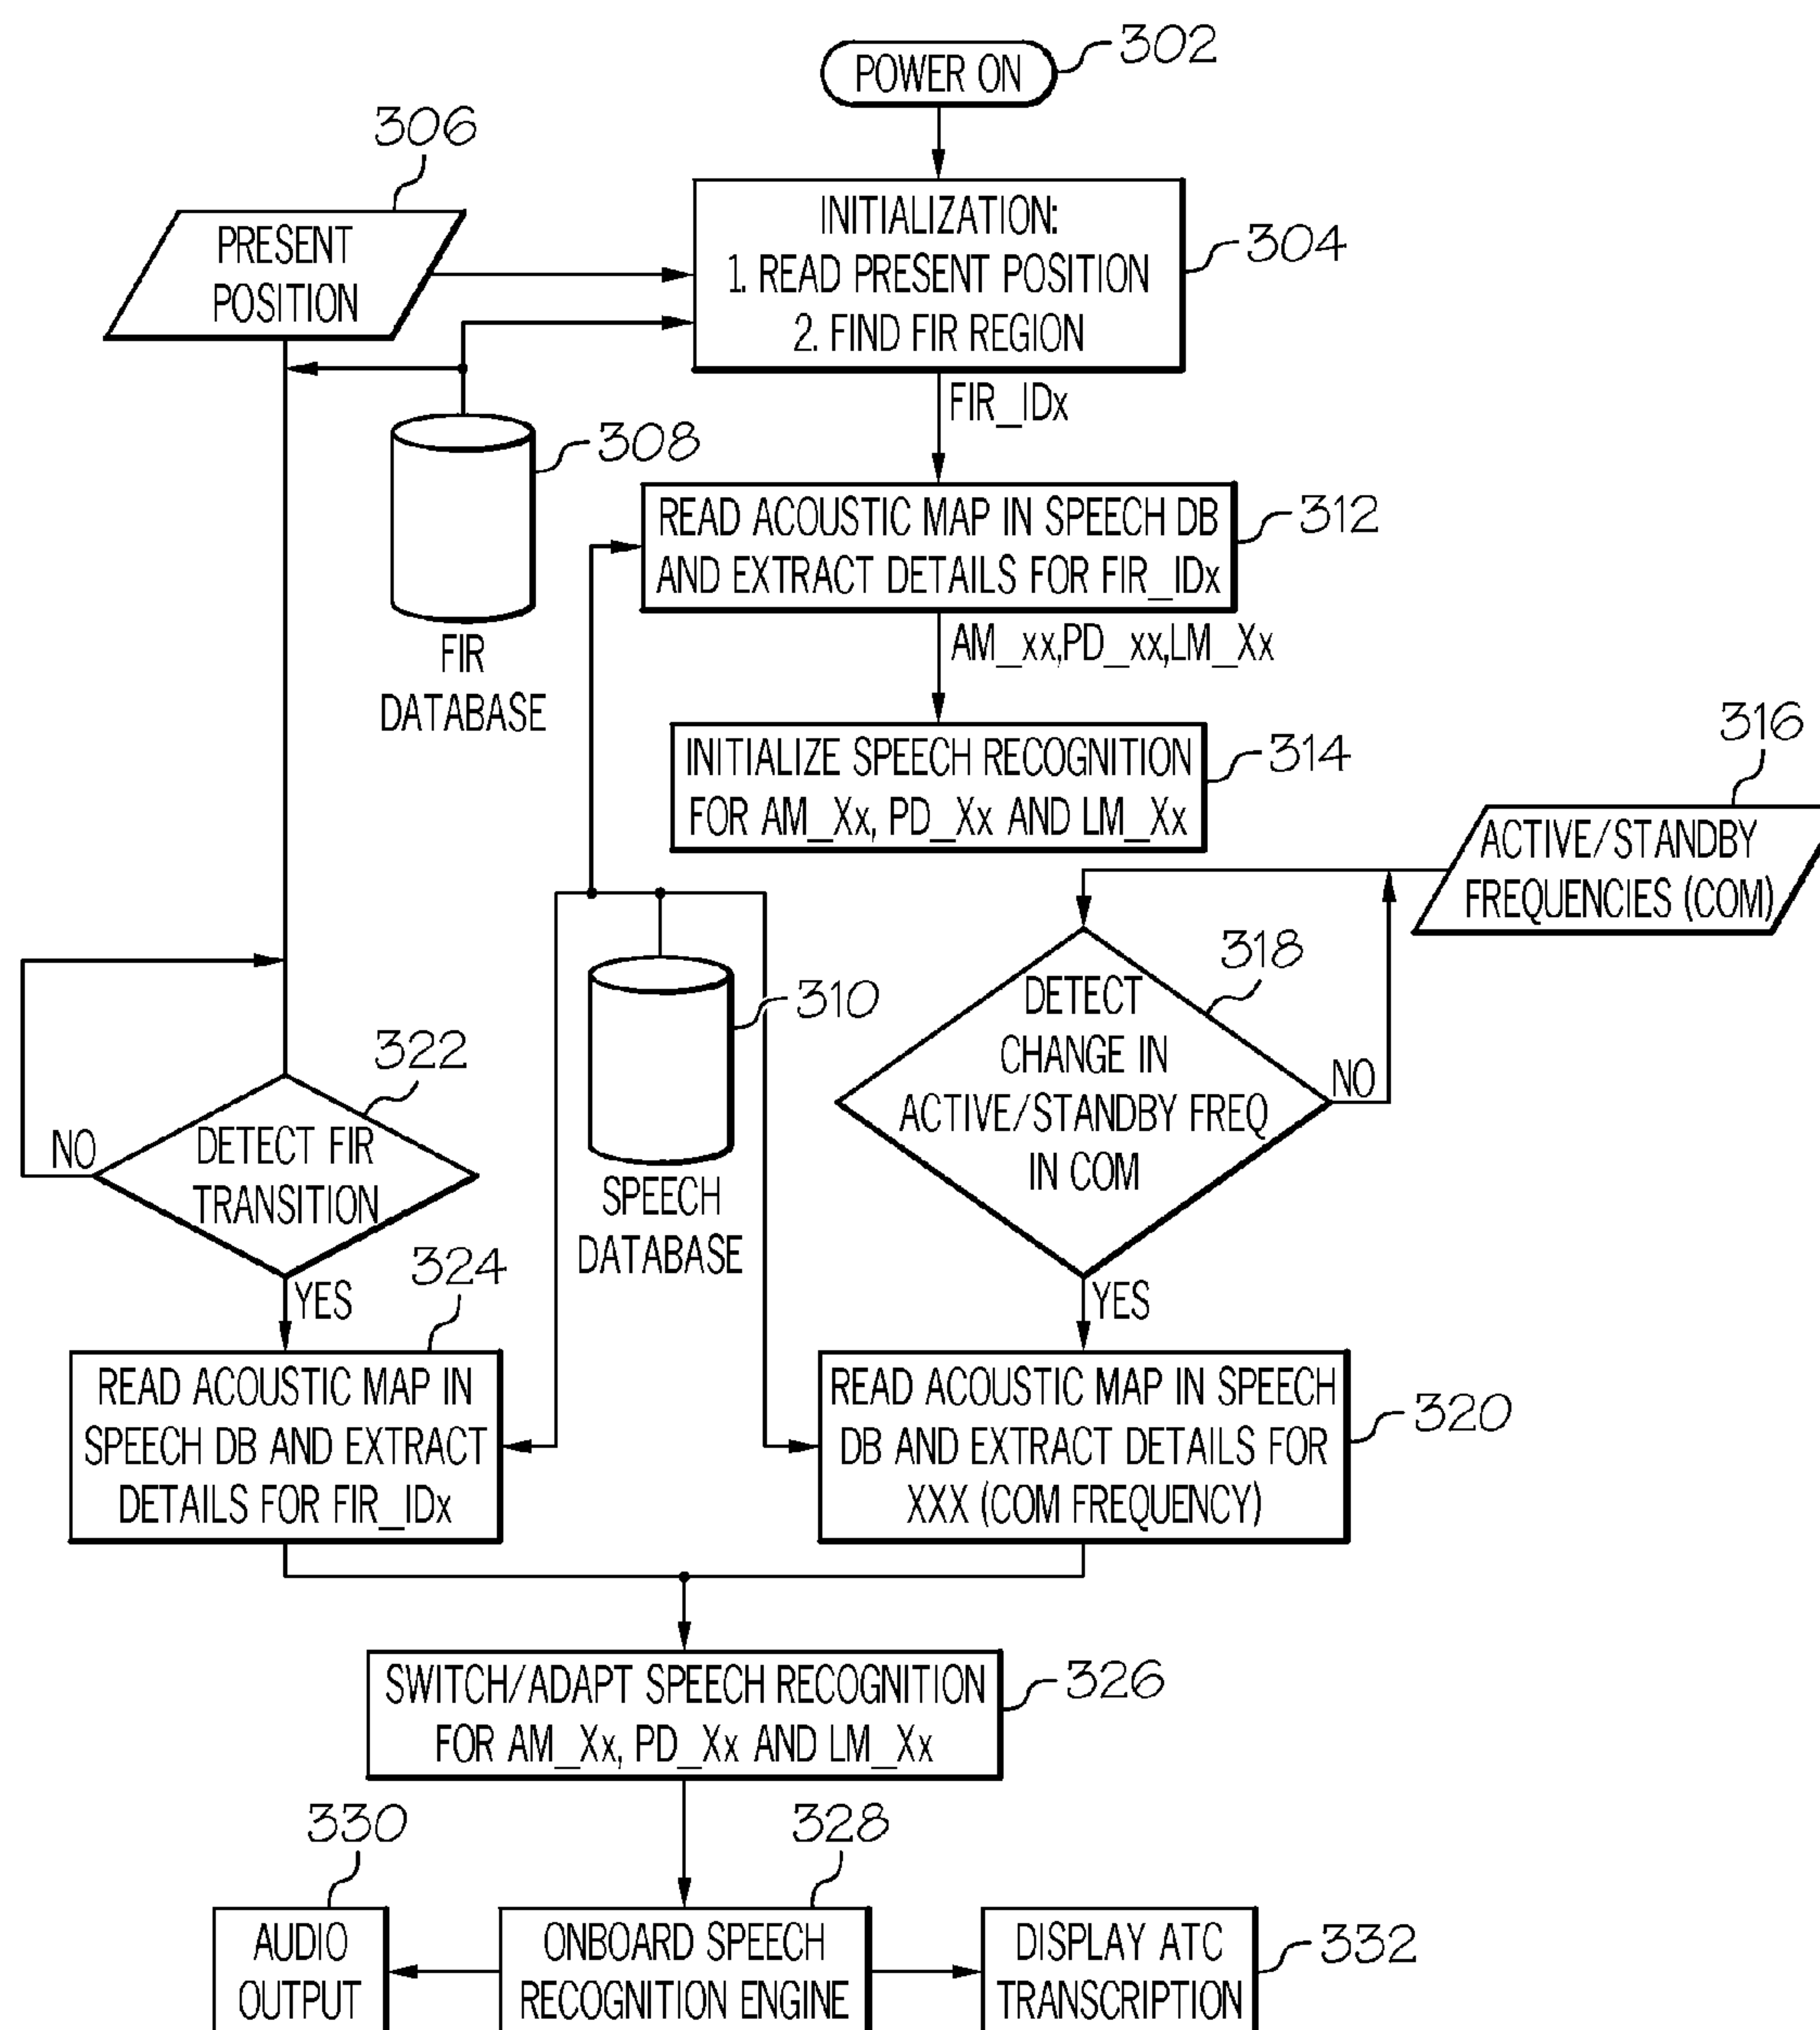 302
POWER ON
306
PRESENT
POSITION
INITIALIZATION:
1. READ PRESENT POSITION
2. FIND FIR REGION
304
FIR_IDx
308
FIR
DATABASE
READ ACOUSTIC MAP IN SPEECH DB
AND EXTRACT DETAILS FOR FIR_IDx
312
AM_xx,PD_xx,LM_Xx
INITIALIZE SPEECH RECOGNITION
FOR AM_Xx, PD_Xx AND LM_Xx
314
316
ACTIVE/STANDBY
FREQUENCIES (COM)
318
DETECT
CHANGE IN
ACTIVE/STANDBY FREQ
IN COM
NO
YES
310
SPEECH
DATABASE
322
DETECT FIR
TRANSITION
NO
YES
324
READ ACOUSTIC MAP IN
SPEECH DB AND EXTRACT
DETAILS FOR FIR_IDx
READ ACOUSTIC MAP IN SPEECH
DB AND EXTRACT DETAILS FOR
XXX (COM FREQUENCY)
320
SWITCH/ADAPT SPEECH RECOGNITION
FOR AM_Xx, PD_Xx AND LM_Xx
326
330
AUDIO
OUTPUT
328
ONBOARD SPEECH
RECOGNITION ENGINE
DISPLAY ATC
TRANSCRIPTION
332